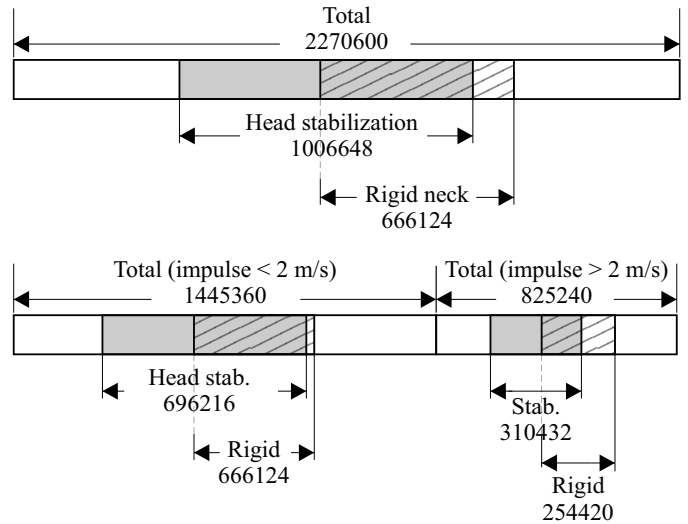 Total
2270600
Head stabilization
1006648
Rigid neck
666124
Total (impulse < 2 m/s)
1445360
Total (impulse > 2 m/s)
825240
Head stab.
696216
Rigid
666124
Stab.
310432
Rigid
254420